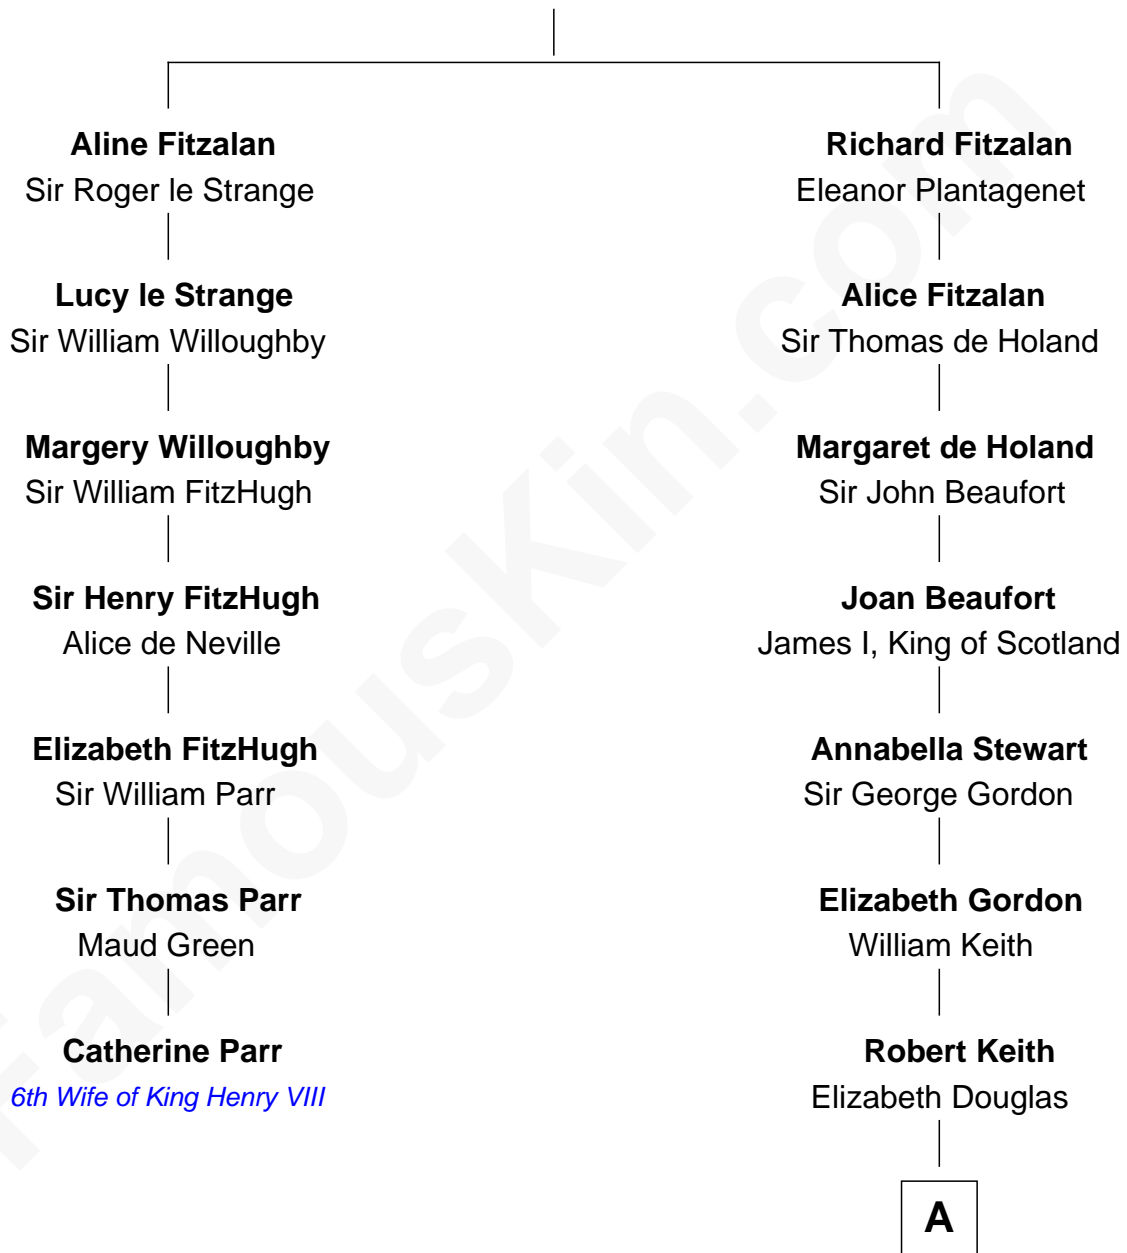 Aline Fitzalan
Sir Roger le Strange
Richard Fitzalan
Eleanor Plantagenet
Lucy le Strange
Sir William Willoughby
Alice Fitzalan
Sir Thomas de Holand
Margery Willoughby
Sir William FitzHugh
Margaret de Holand
Sir John Beaufort
Sir Henry FitzHugh
Alice de Neville
Joan Beaufort
James I, King of Scotland
Elizabeth FitzHugh
Sir William Parr
Annabella Stewart
Sir George Gordon
Sir Thomas Parr
Maud Green
Elizabeth Gordon
William Keith
Catherine Parr
6th Wife of King Henry VIII
Robert Keith
Elizabeth Douglas
A
FamousKin.com